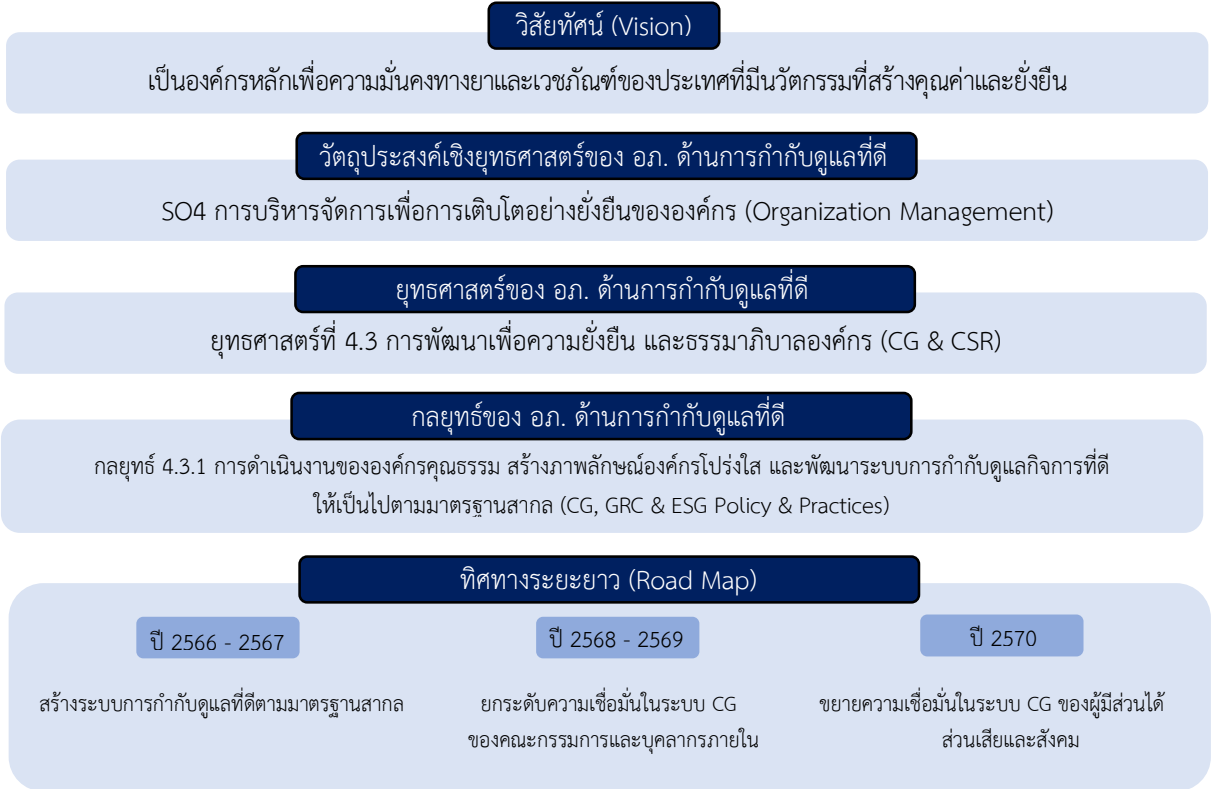 วิสัยทัศน์ (Vision)
เป็นองค์กรหลักเพื่อความมั่นคงทางยาและเวชภัณฑ์ของประเทศที่มีนวัตกรรมที่สร้างคุณค่าและยั่งยืน
วัตถุประสงค์เชิงยุทธศาสตร์ของ อภ. ด้านการกำกับดูแลที่ดี
SO4 การบริหารจัดการเพื่อการเติบโตอย่างยั่งยืนขององค์กร (Organization Management)
ยุทธศาสตร์ของ อภ. ด้านการกำกับดูแลที่ดี
ยุทธศาสตร์ที่ 4.3 การพัฒนาเพื่อความยั่งยืน และธรรมาภิบาลองค์กร (CG & CSR)
กลยุทธ์ของ อภ. ด้านการกำกับดูแลที่ดี
กลยุทธ์ 4.3.1 การดำเนินงานขององค์กรคุณธรรม สร้างภาพลักษณ์องค์กรโปร่งใส และพัฒนาระบบการกำกับดูแลกิจการที่ดี
ให้เป็นไปตามมาตรฐานสากล (CG, GRC & ESG Policy & Practices)
ทิศทางระยะยาว (Road Map)
ปี 2566 - 2567
สร้างระบบการกำกับดูแลที่ดีตามมาตรฐานสากล
ปี 2568 - 2569
ยกระดับความเชื่อมั่นในระบบ CG
ของคณะกรรมการและบุคลากรภายใน
ปี 2570
ขยายความเชื่อมั่นในระบบ CG ของผู้มีส่วนได้
ส่วนเสียและสังคม